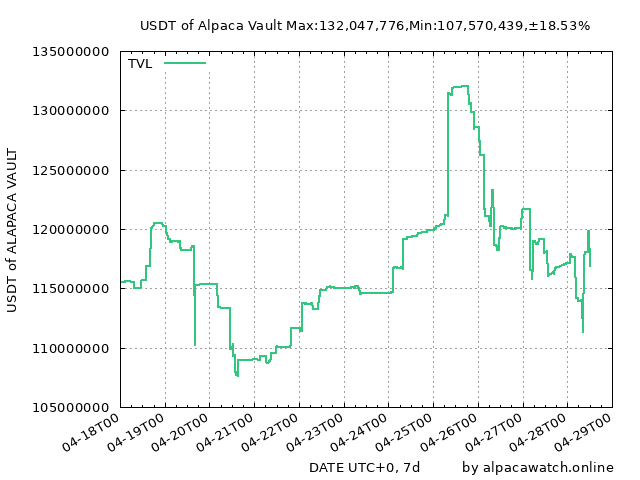 USDT of Alpaca Vault Max:132,047,776,Min:107,570,439,±18.53%
TVL
135000000
130000000
125000000
120000000
115000000
110000000
105000000
USDT of ALAPACA VAULT
04-18T00
04-19T00
04-20T00
04-21T00
04-22T00
04-23T00
04-24T00
04-25T00
04-26T00
04-27T00
04-28T00
04-29T00
DATE UTC+0, 7d
by alpacawatch.online